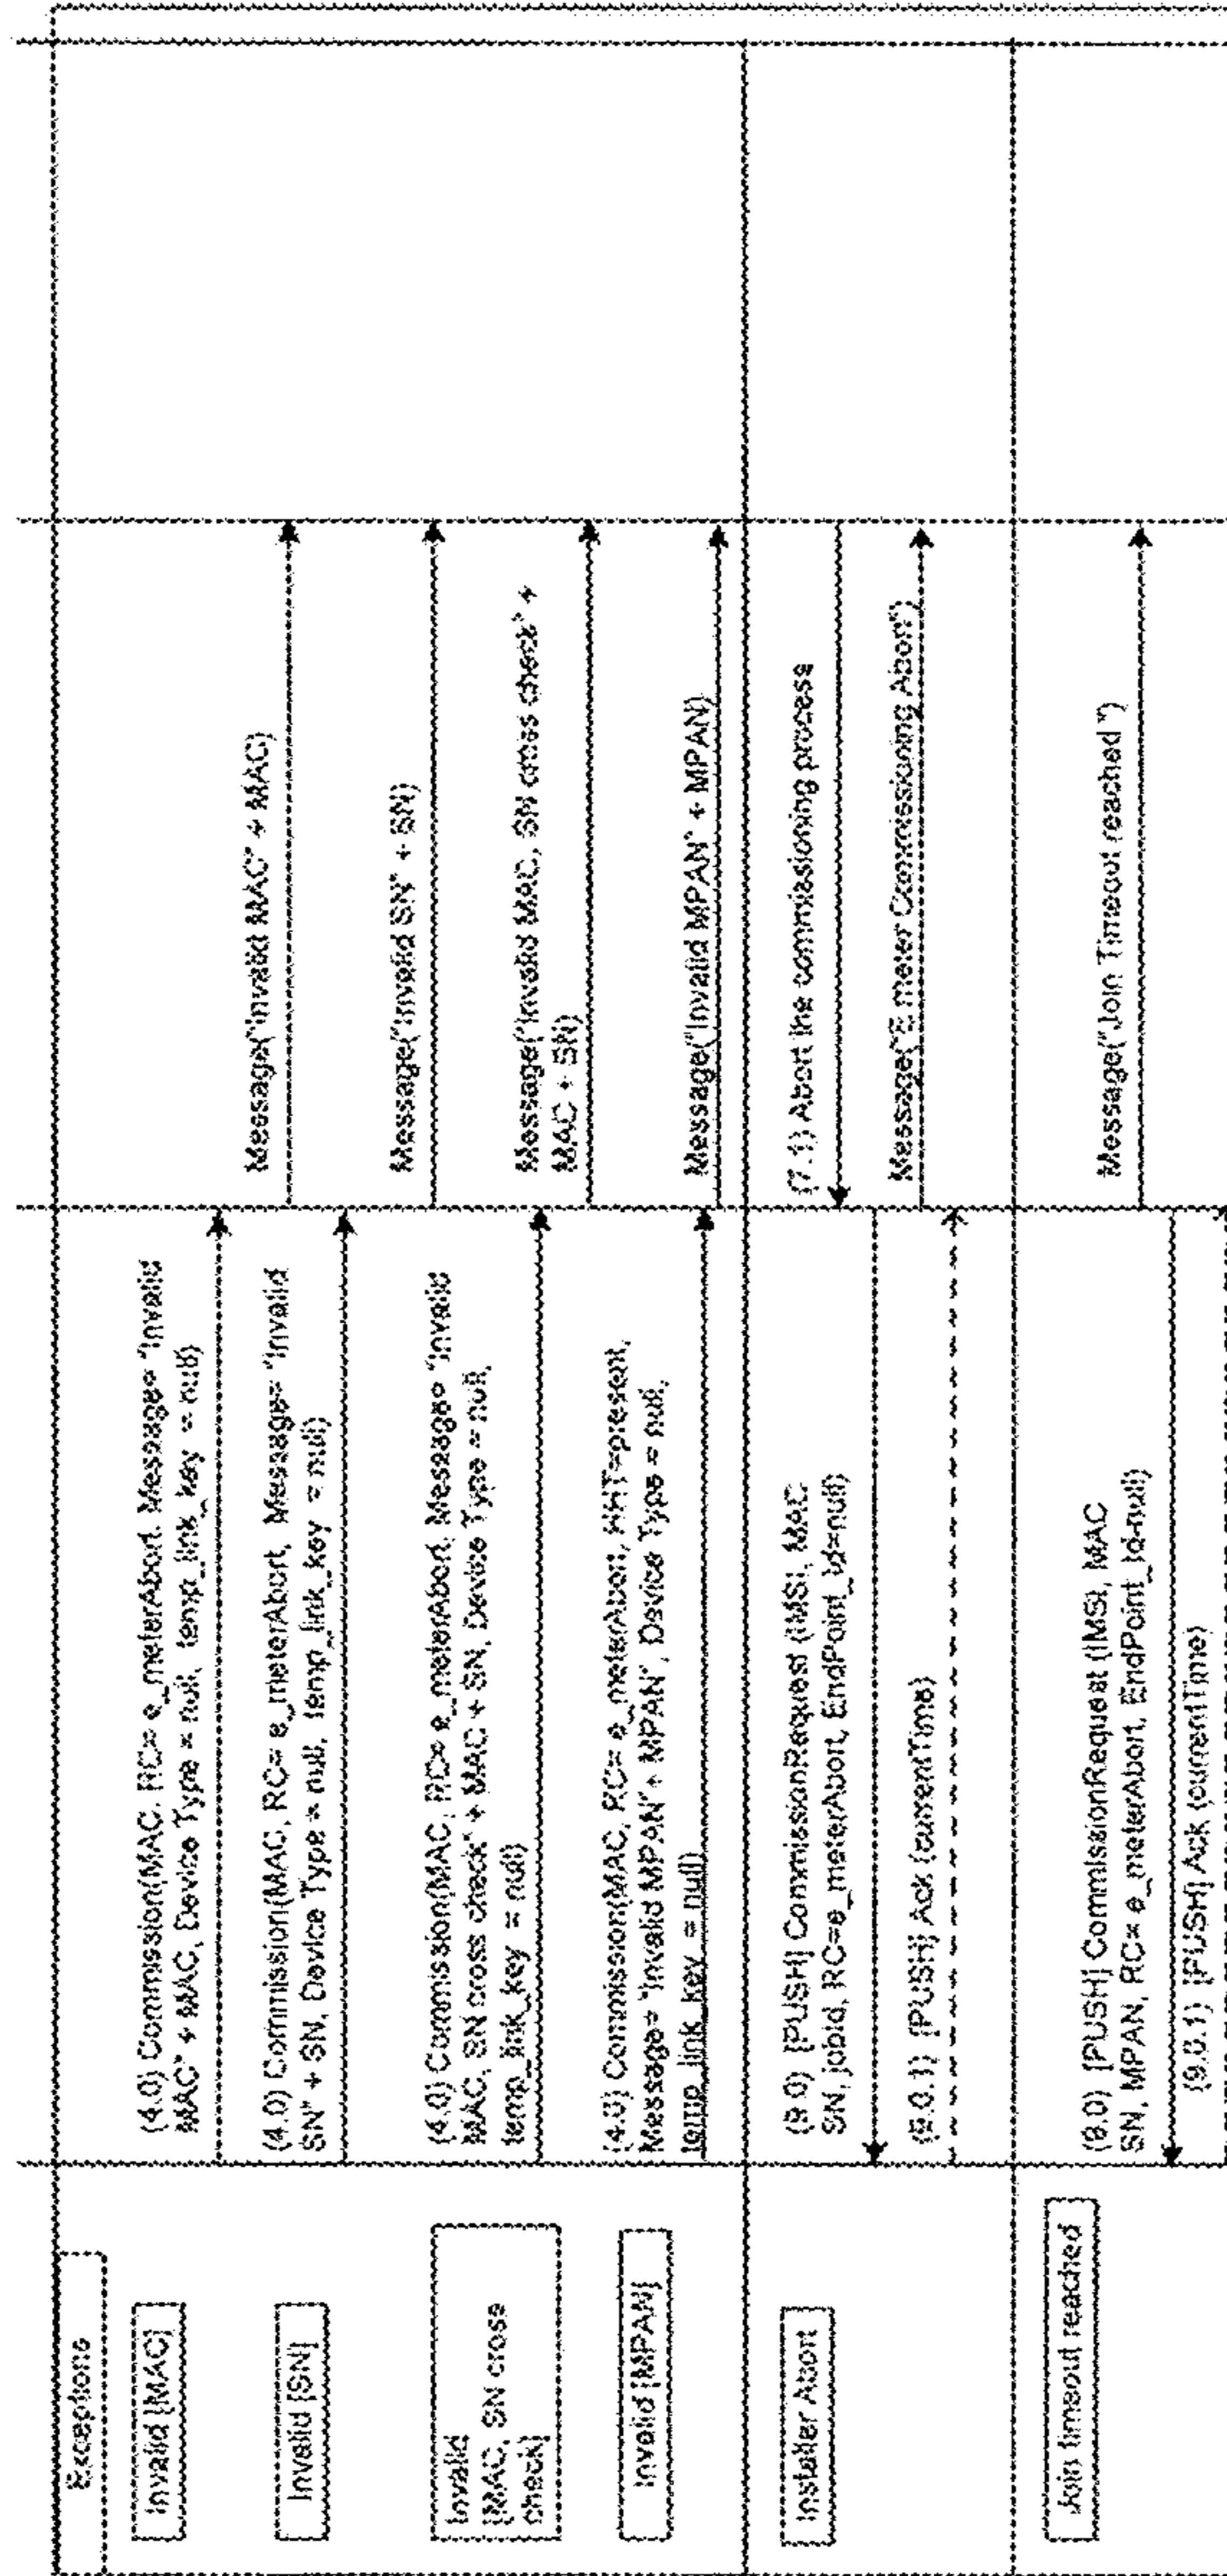 Exceptions
Invalid [MAC]
(4.0) Commission(MAC, RC= e_meterAbort, Message= "Invalid
MAC" + MAC, Device Type = null, temp_link_key = null)
Message("Invalid MAC" + MAC)
Invalid [SN]
(4.0) Commission(MAC, RC= e_meterAbort, Message= "Invalid
SN" + SN, Device Type = null, temp_link_key = null)
Message("Invalid SN" + SN)
Invalid
[MAC, SN cross
check]
(4.0) Commission(MAC, RC= e_meterAbort, Message= "Invalid
MAC, SN cross check" + MAC + SN, Device Type = null,
temp_link_key = null)
Message("Invalid MAC, SN cross check" +
MAC + SN)
Invalid [MPAN]
(4.0) Commission(MAC, RC= e_meterAbort, HHT=present,
Message= "Invalid MPAN" + MPAN", Device Type = null,
temp_link_key = null)
Message("Invalid MPAN" + MPAN)
Installer Abort
(7.1) Abort the commissioning process
(9.0) [PUSH] CommissionRequest (IMSI, MAC
SN, jobid, RC=e_meterAbort, EndPoint_Id=null)
Message("E meter Commissioning Abort")
(9.0.1) [PUSH] Ack (currentTime)
Join timeout reached
Message("Join Timeout reached ")
(9.0) [PUSH] CommissionRequest (IMSI, MAC
SN, MPAN, RC= e_meterAbort, EndPoint_Id=null)
(9.0.1) [PUSH] Ack (currentTime)